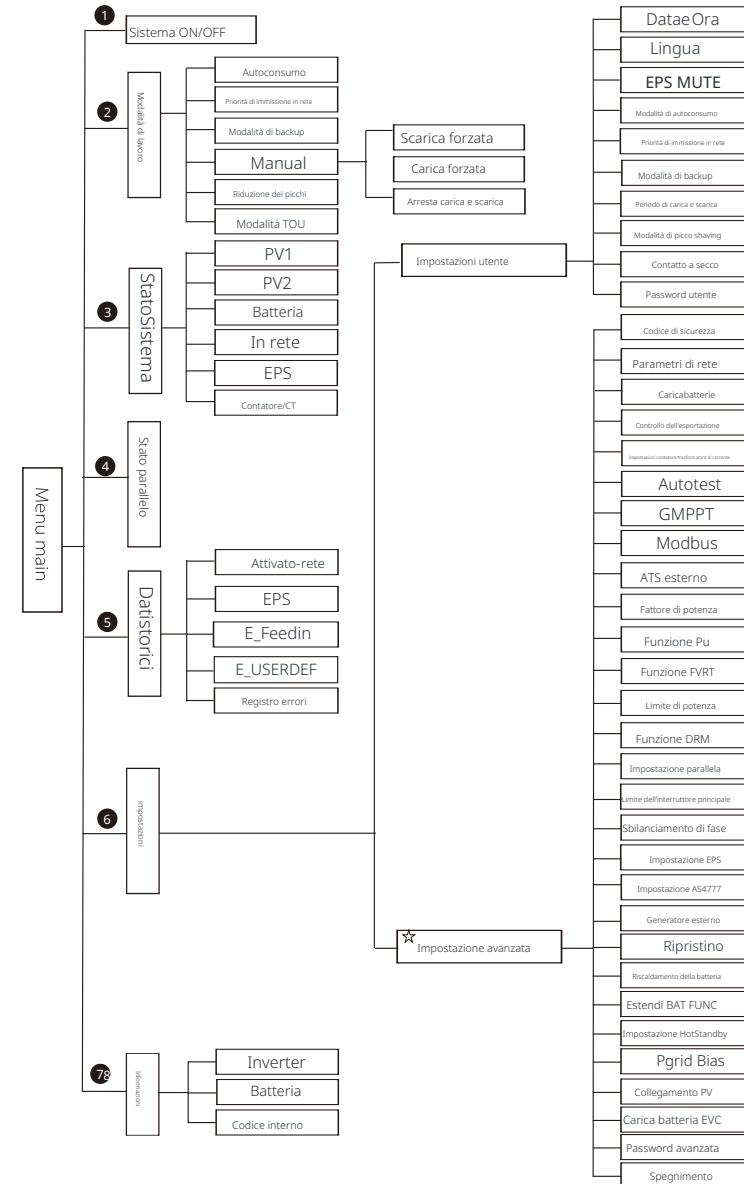 Menu main
1
Sistema ON/OFF
2
Modalità di lavoro
Autoconsumo
Priorità di immissione in rete
Modalità di backup
Manual
Scarica forzata
Carica forzata
Arresta carica e scarica
Riduzione dei picchi
Modalità TOU
3
StatoSistema
PV1
PV2
Batteria
In rete
EPS
Contatore/CT
4
Stato parallelo
5
Datistorici
Attivato-rete
EPS
E_Feedin
E_USERDEF
Registro errori
6
impostazioni
Impostazioni utente
DataeOra
Lingua
EPS MUTE
Modalità di autoconsumo
Priorità di immissione in rete
Modalità di backup
Periodo di carica e scarica
Modalità di picco shaving
Contatto a secco
Password utente
Impostazione avanzata
Codice di sicurezza
Parametri di rete
Caricabatterie
Controllo dell'esportazione
Impostazioni contatore/trasformatore di corrente
Autotest
GMPPT
Modbus
ATS esterno
Fattore di potenza
Funzione Pu
Funzione FVRT
Limite di potenza
Funzione DRM
Impostazione parallela
Limite dell'interruttore principale
Sbilanciamento di fase
Impostazione EPS
Impostazione AS4777
Generatore esterno
Ripristino
Riscaldamento della batteria
Estendi BAT FUNC
Impostazione HotStandby
Pgrid Bias
Collegamento PV
Carica batteria EVC
Password avanzata
Spegnimento
78
Informazioni
Inverter
Batteria
Codice interno